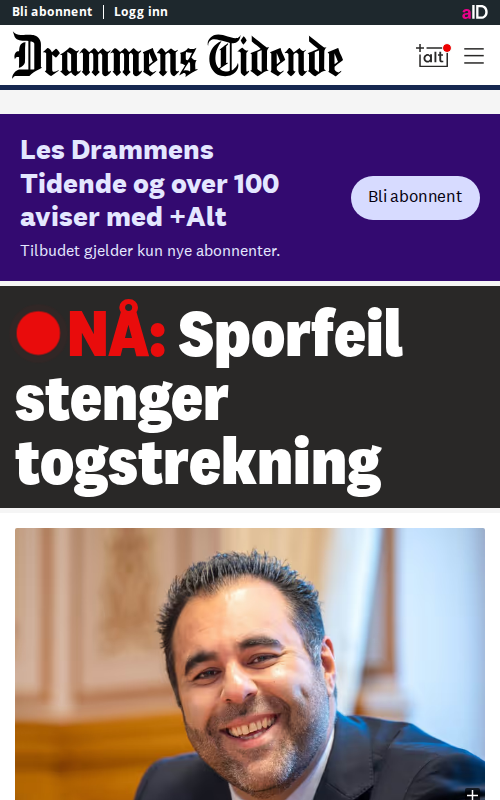 Bli abonnent | Logg inn
aID
Drammens Tidende
+alt
Les Drammens
Tidende og over 100
aviser med +Alt
Bli abonnent
Tilbudet gjelder kun nye abonnenter.
NÅ: Sporfeil
stenger
togstrekning